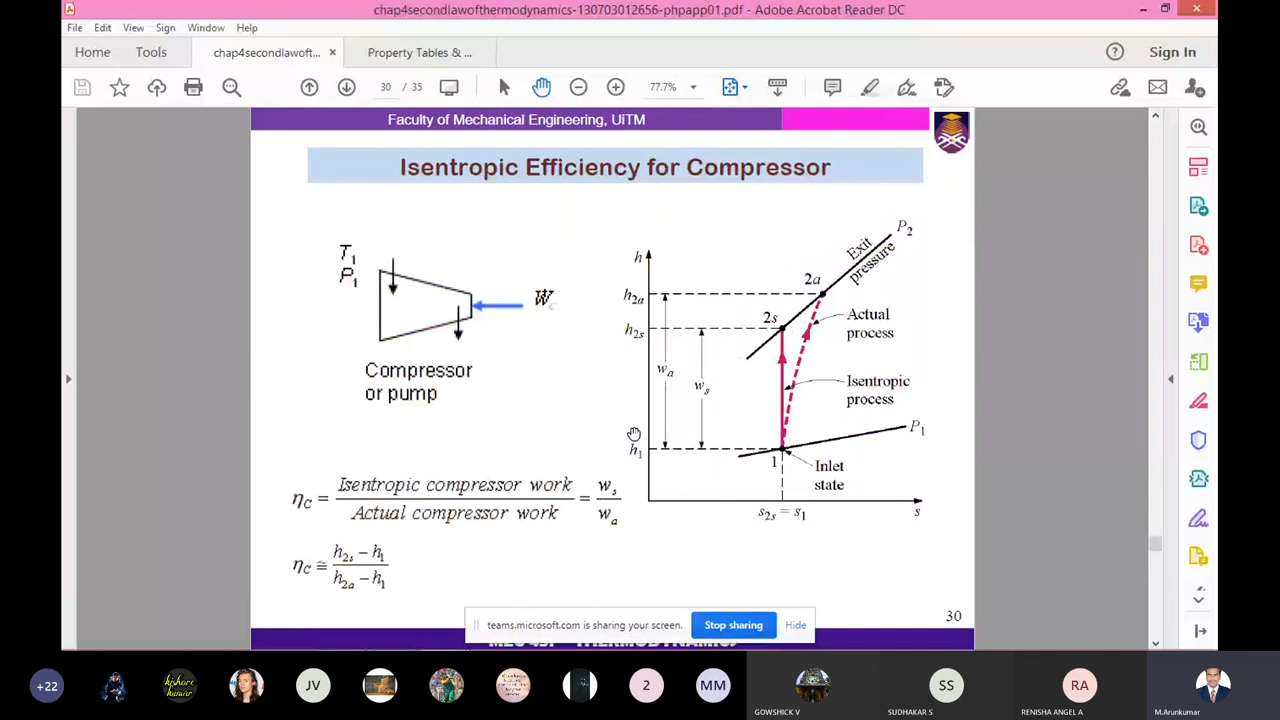 chap4secondlawofthermodynamics-130703012656-phpapp01.pdf - Adobe Acrobat Reader DC
File Edit View Sign Window Help
Home Tools chap4secondlawoft... × Property Tables & ... Sign In
30 / 35 77.7%
Faculty of Mechanical Engineering, UiTM
Isentropic Efficiency for Compressor
T1
P1
W
Compressor
or pump
ηC = Isentropic compressor work / Actual compressor work = ws / wa
ηC ≅ h2s − h1 / h2a − h1
h
P2
Exit
pressure
2a
h2a
2s
h2s
Actual
process
wa
ws
Isentropic
process
P1
h1
1
Inlet
state
s2s = s1
s
30
teams.microsoft.com is sharing your screen. Stop sharing Hide
+22
kishore
kumar
JV
2
MM
GOWSHICK V
SS
SUDHAKAR S
RA
RENISHA ANGEL A
M.Arunkumar